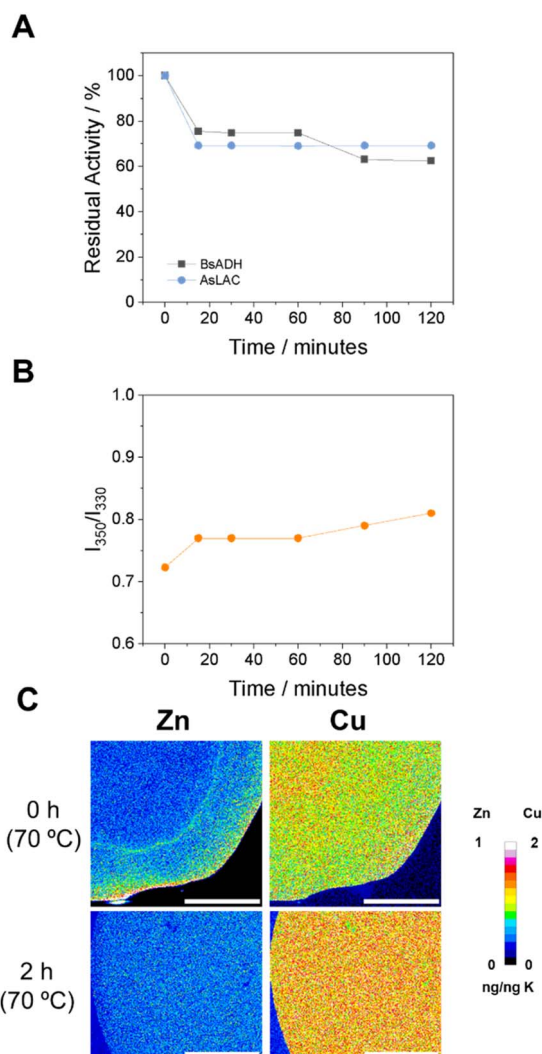 A
Residual Activity / %
100
80
60
40
20
0
BsADH
AsLAC
0 20 40 60 80 100 120
Time / minutes
B
I350/I330
1.0
0.9
0.8
0.7
0.6
0 20 40 60 80 100 120
Time / minutes
C
Zn Cu
0 h
(70 ºC)
2 h
(70 ºC)
Zn Cu
1 2
0 0
ng/ng K